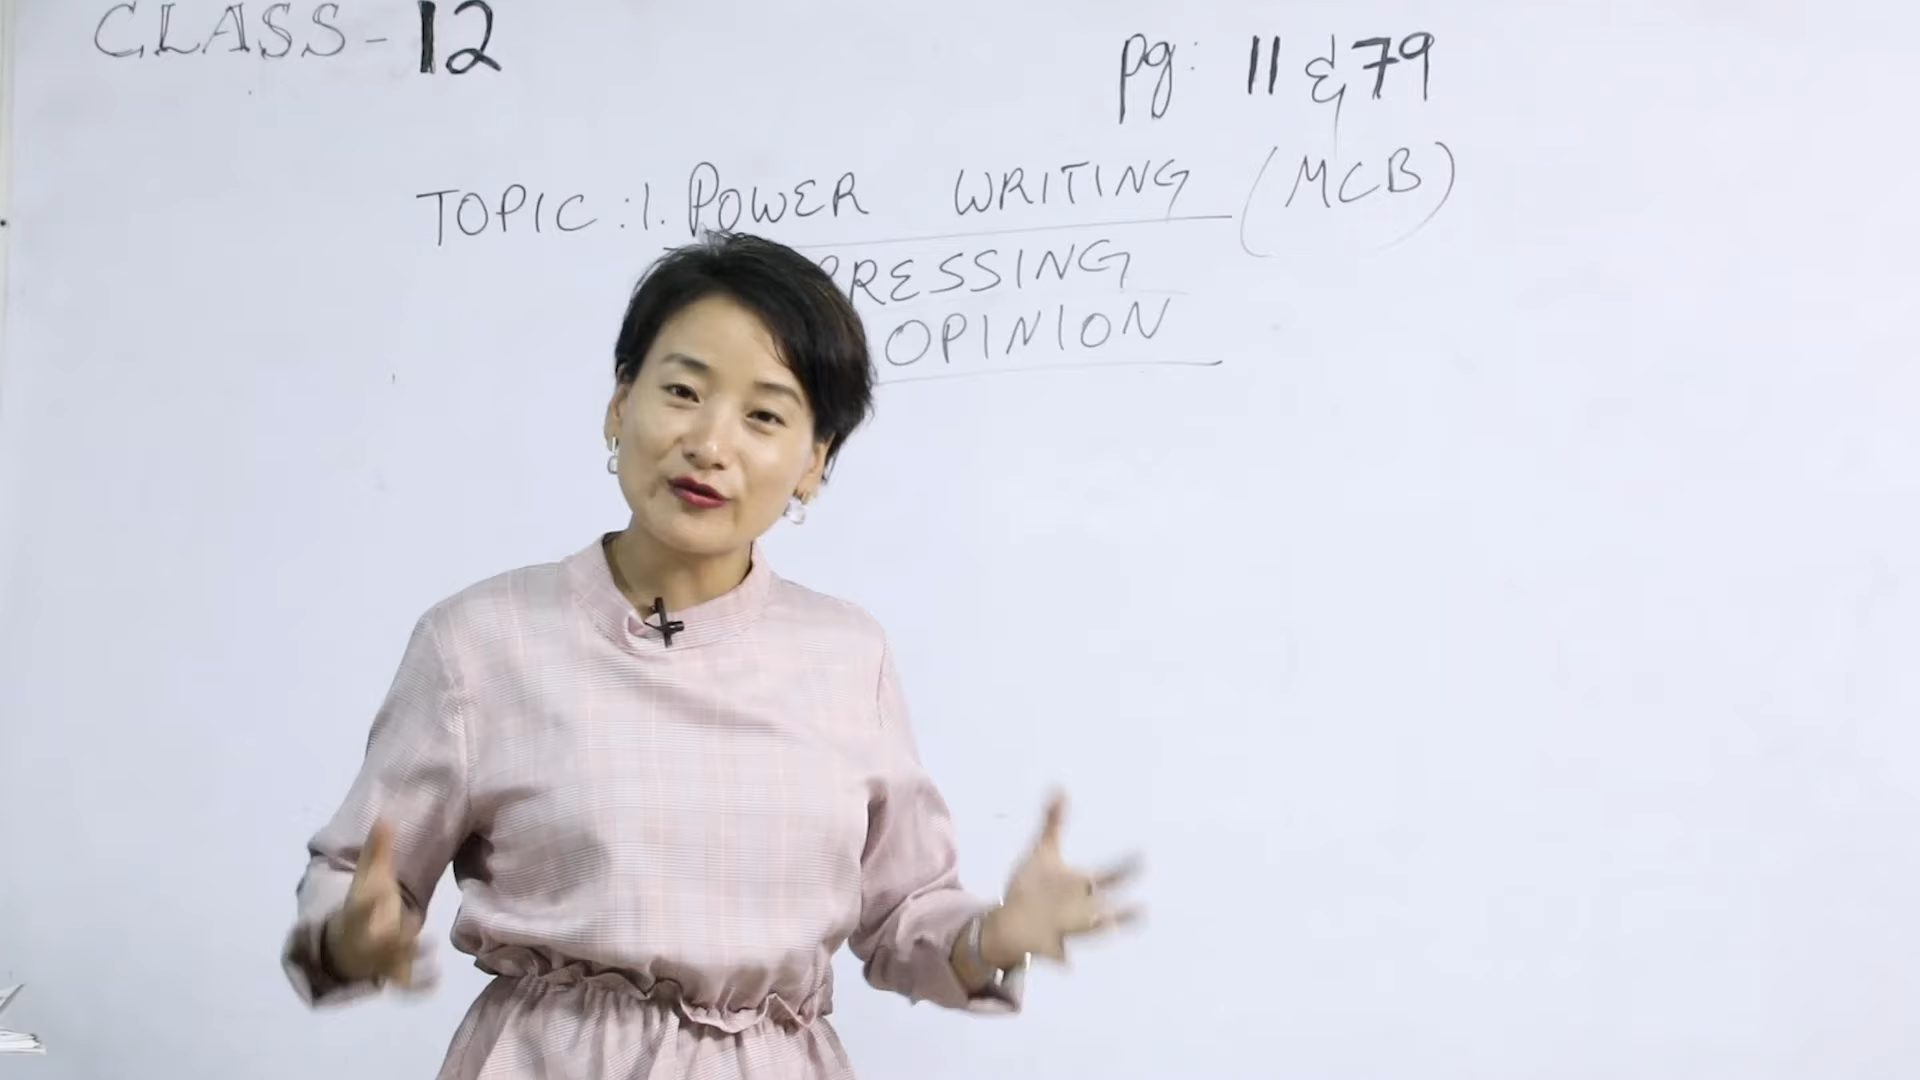 CLASS - 12
pg: 11 & 79
TOPIC: 1. POWER WRITING (MCB)
RESSING
OPINION